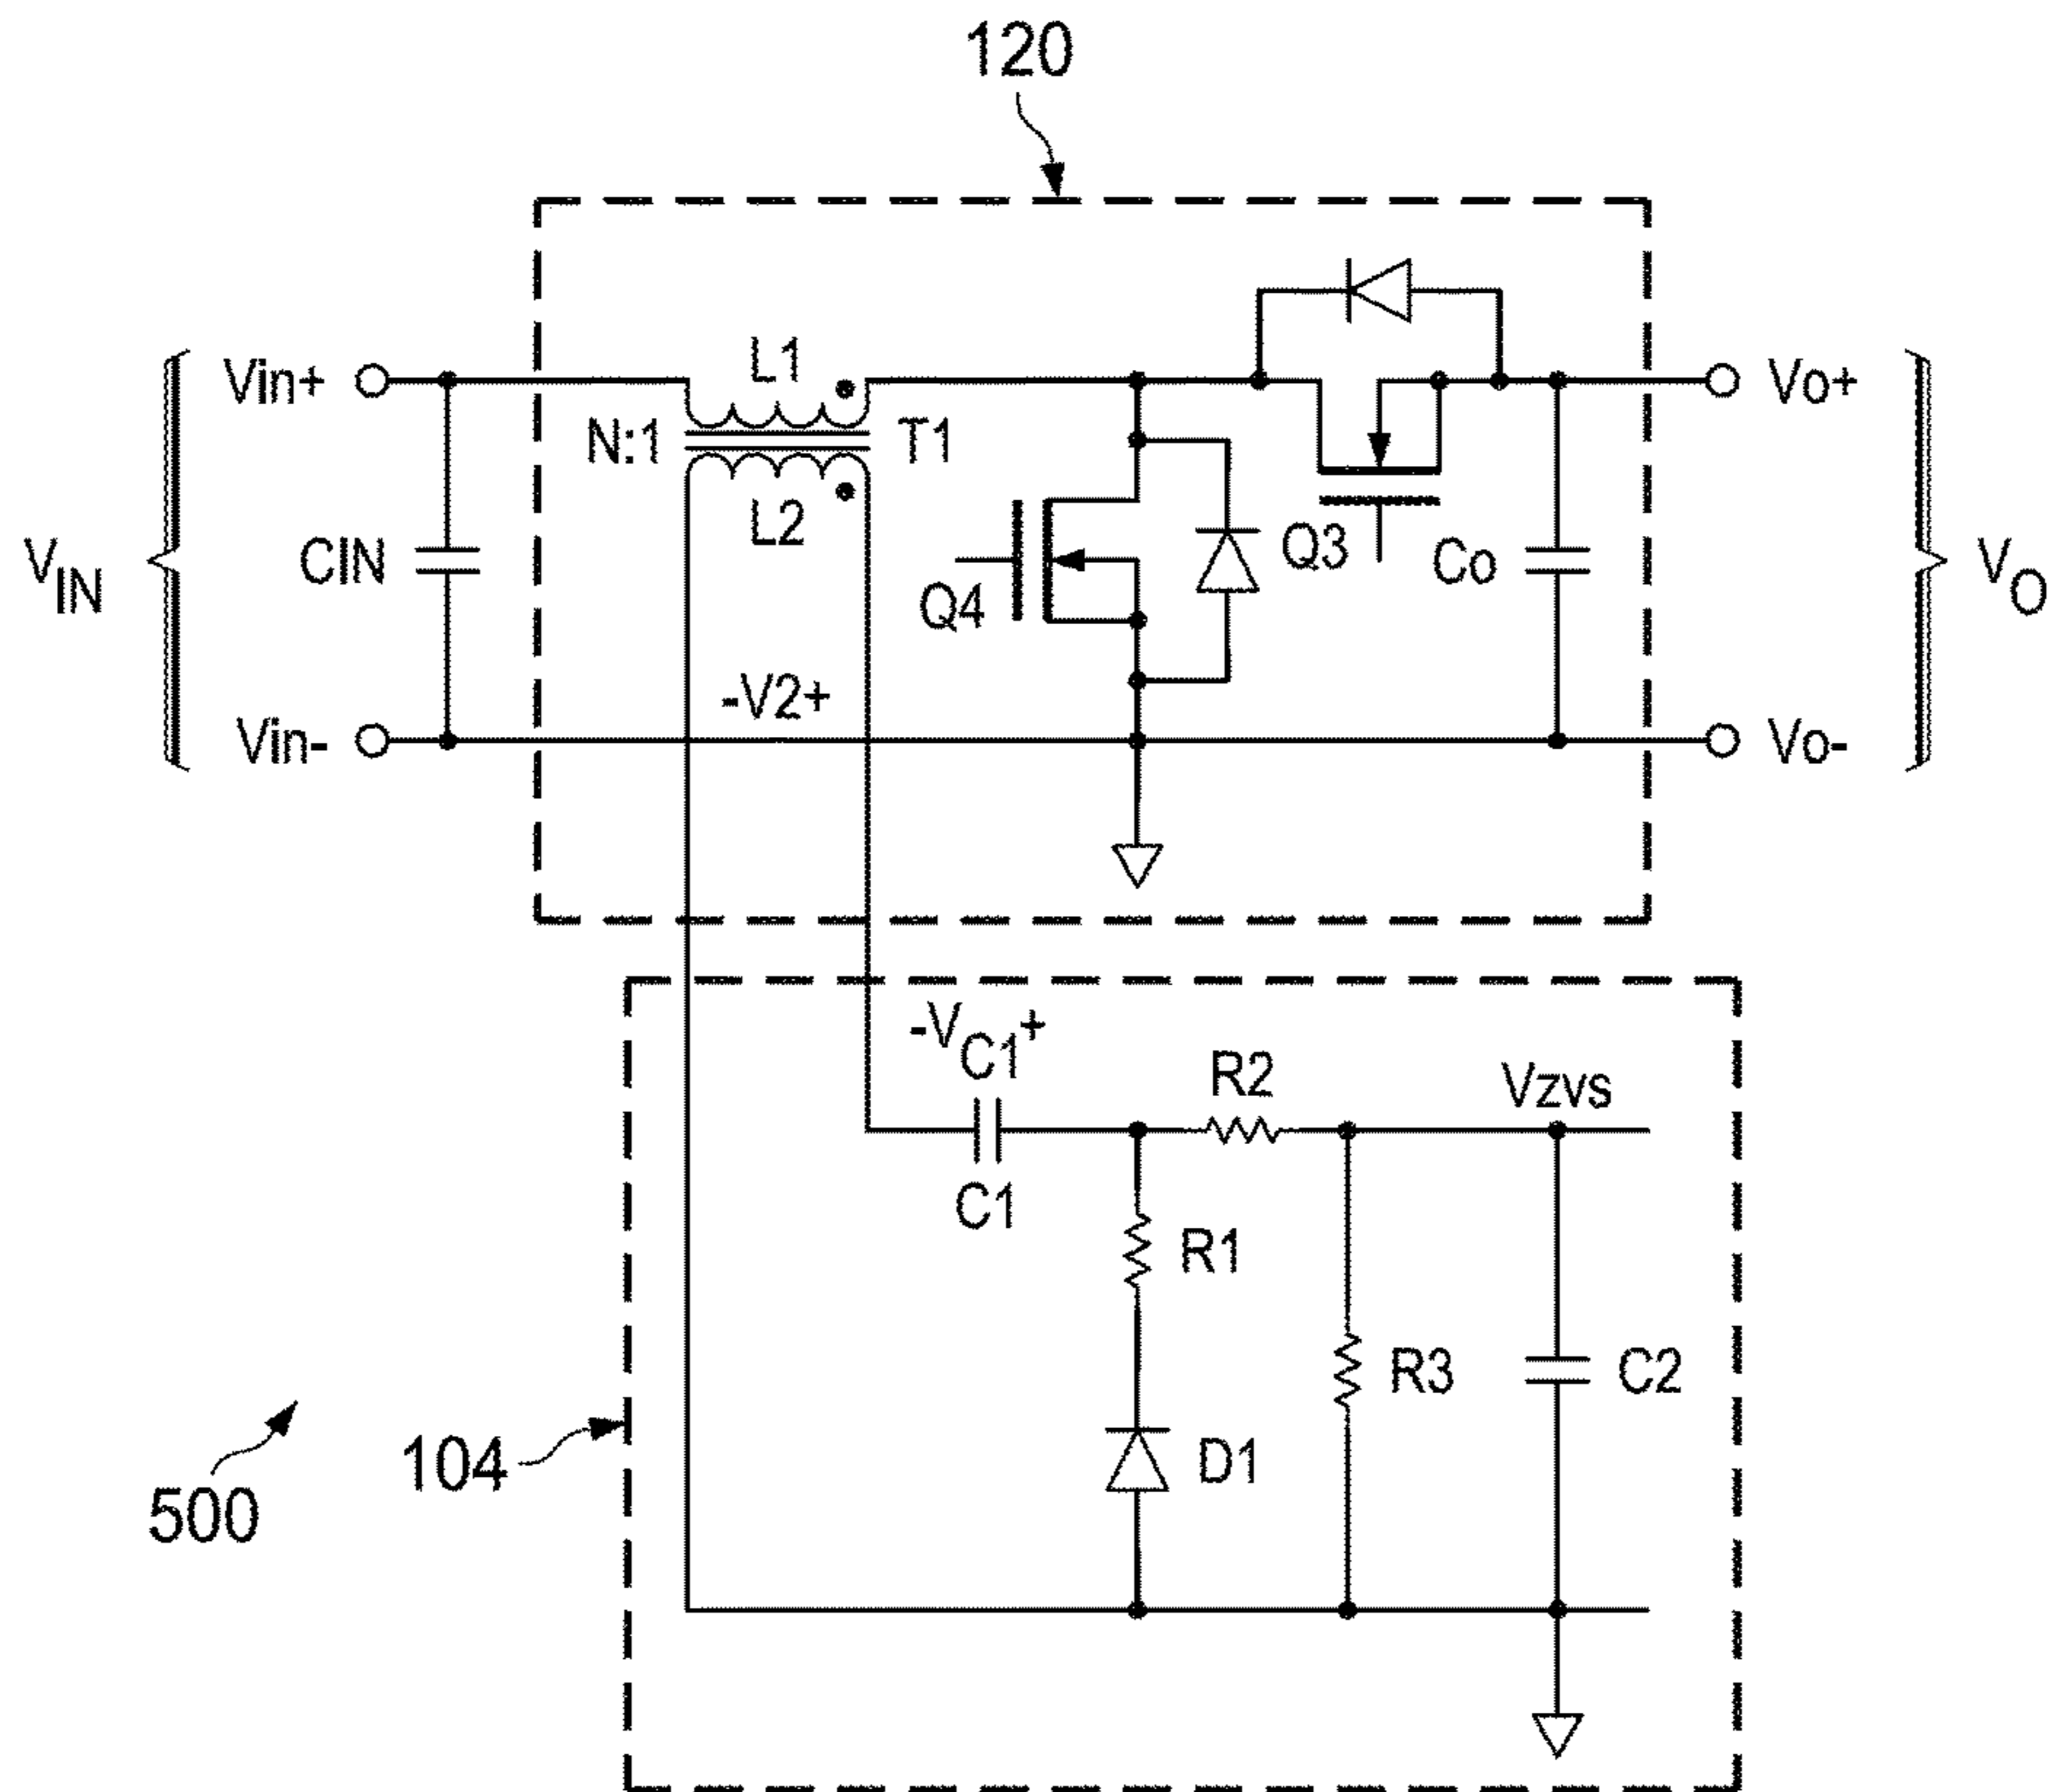 120
Vin+
L1
N:1
T1
L2
Vo+
VIN
CIN
Q4
Q3
Co
VO
-V2+
Vin-
Vo-
-VC1+
C1
R2
Vzvs
R1
R3
C2
D1
104
500